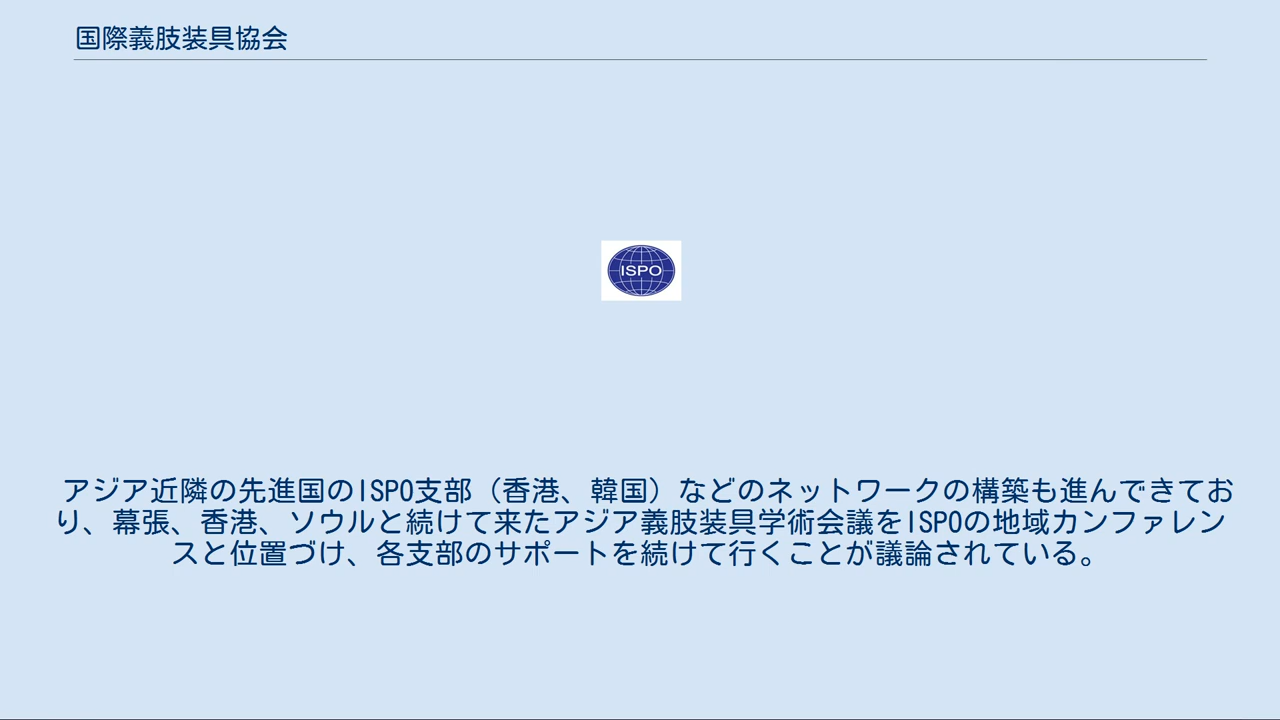 国際義肢装具協会
ISPO
アジア近隣の先進国のISPO支部（香港、韓国）などのネットワークの構築も進んできてお
り、幕張、香港、ソウルと続けて来たアジア義肢装具学術会議をISPOの地域カンファレン
スと位置づけ、各支部のサポートを続けて行くことが議論されている。